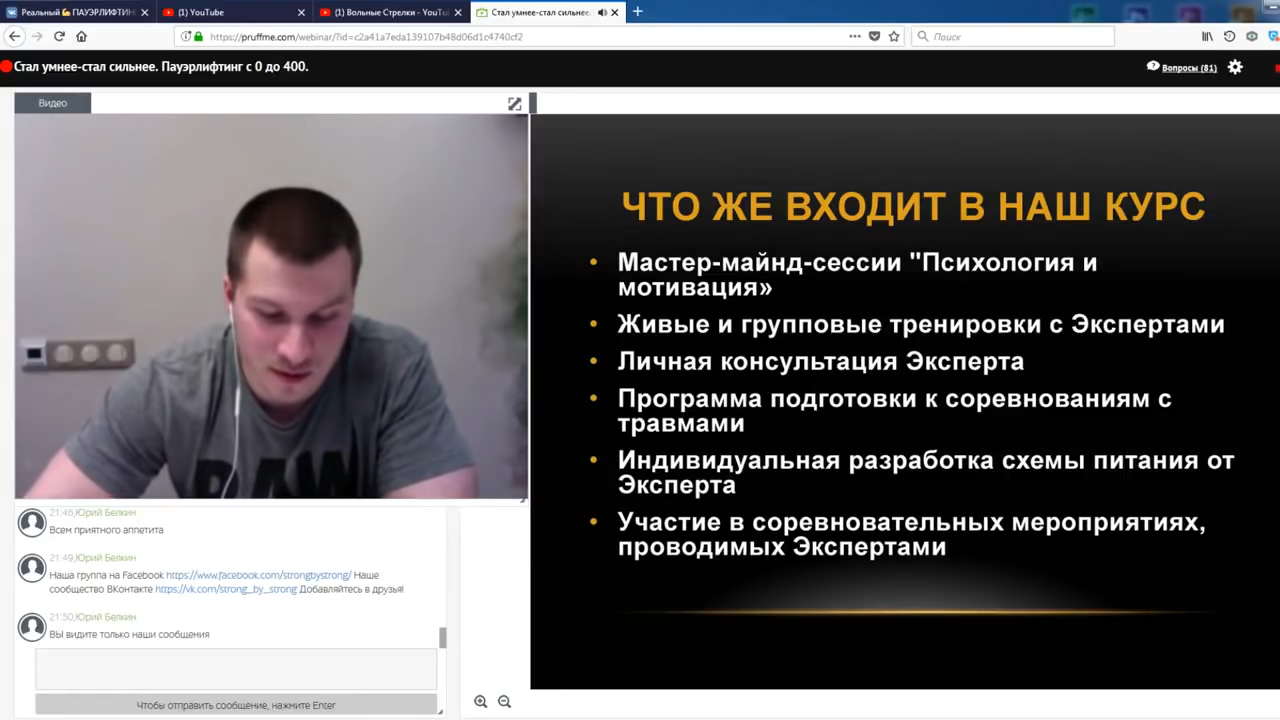 Реальный 💪 ПАУЭРЛИФТИН
(1) YouTube
(1) Вольные Стрелки - YouTu
Стал умнее-стал сильнее.
https://pruffme.com/webinar/?id=c2a41a7eda139107b48d06d1c4740cf2
Поиск
Стал умнее-стал сильнее. Пауэрлифтинг с 0 до 400.
Вопросы (81)
Видео
RAW
ЧТО ЖЕ ВХОДИТ В НАШ КУРС
• Мастер-майнд-сессии "Психология и
мотивация»
• Живые и групповые тренировки с Экспертами
• Личная консультация Эксперта
• Программа подготовки к соревнованиям с
травмами
• Индивидуальная разработка схемы питания от
Эксперта
• Участие в соревновательных мероприятиях,
проводимых Экспертами
21:46,Юрий Белкин
Всем приятного аппетита
21:49,Юрий Белкин
Наша группа на Facebook https://www.facebook.com/strongbystrong/ Наше
сообщество ВКонтакте https://vk.com/strong_by_strong Добавляйтесь в друзья!
21:50,Юрий Белкин
ВЫ видите только наши сообщения
Чтобы отправить сообщение, нажмите Enter